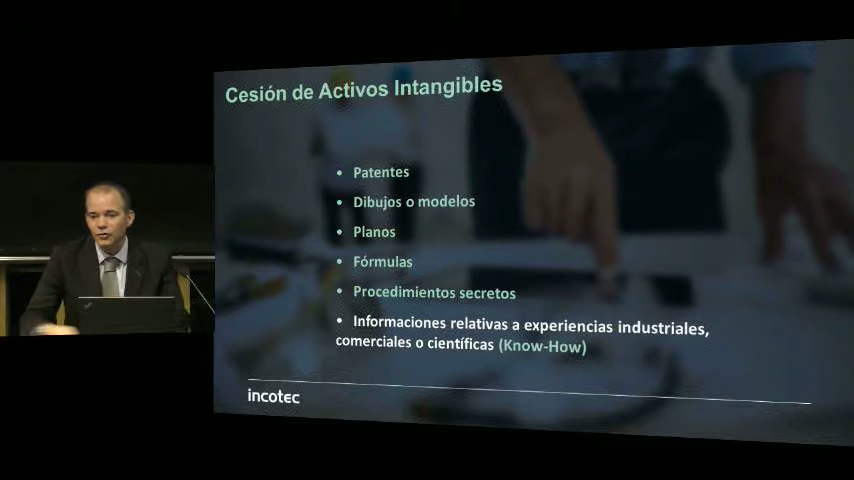 Cesión de Activos Intangibles
• Patentes
• Dibujos o modelos
• Planos
• Fórmulas
• Procedimientos secretos
• Informaciones relativas a experiencias industriales,
comerciales o científicas (Know-How)
incotec